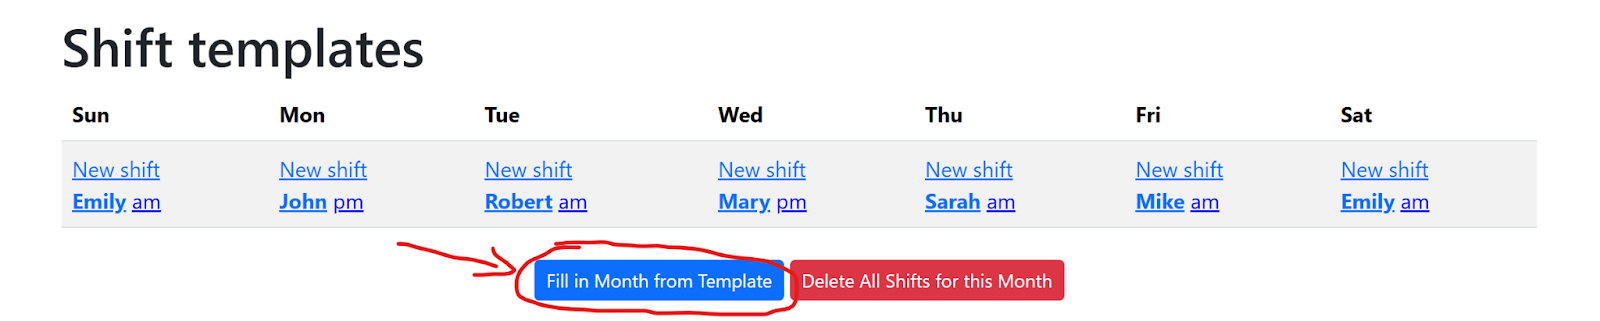 Shift templates
Sun Mon Tue Wed Thu Fri Sat
New shift New shift New shift New shift New shift New shift New shift
Emily am John pm Robert am Mary pm Sarah am Mike am Emily am
Fill in Month from Template Delete All Shifts for this Month